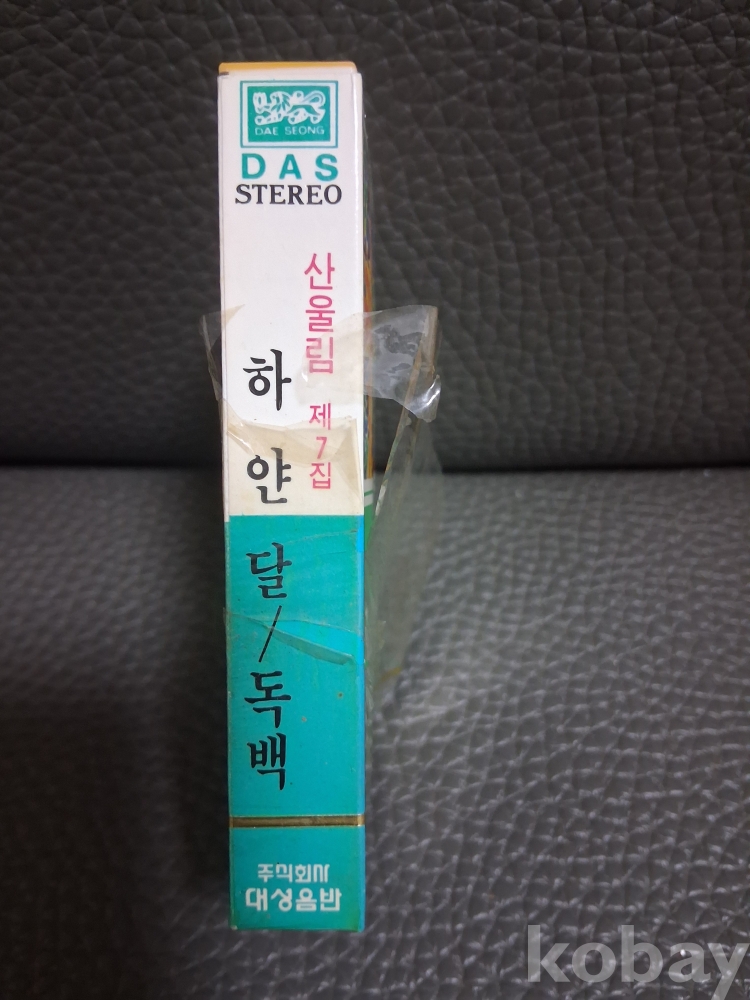 DAE SEONG
DAS
STEREO
산울림 제7집
하얀 달/독백
주식회사
대성음반
kobay